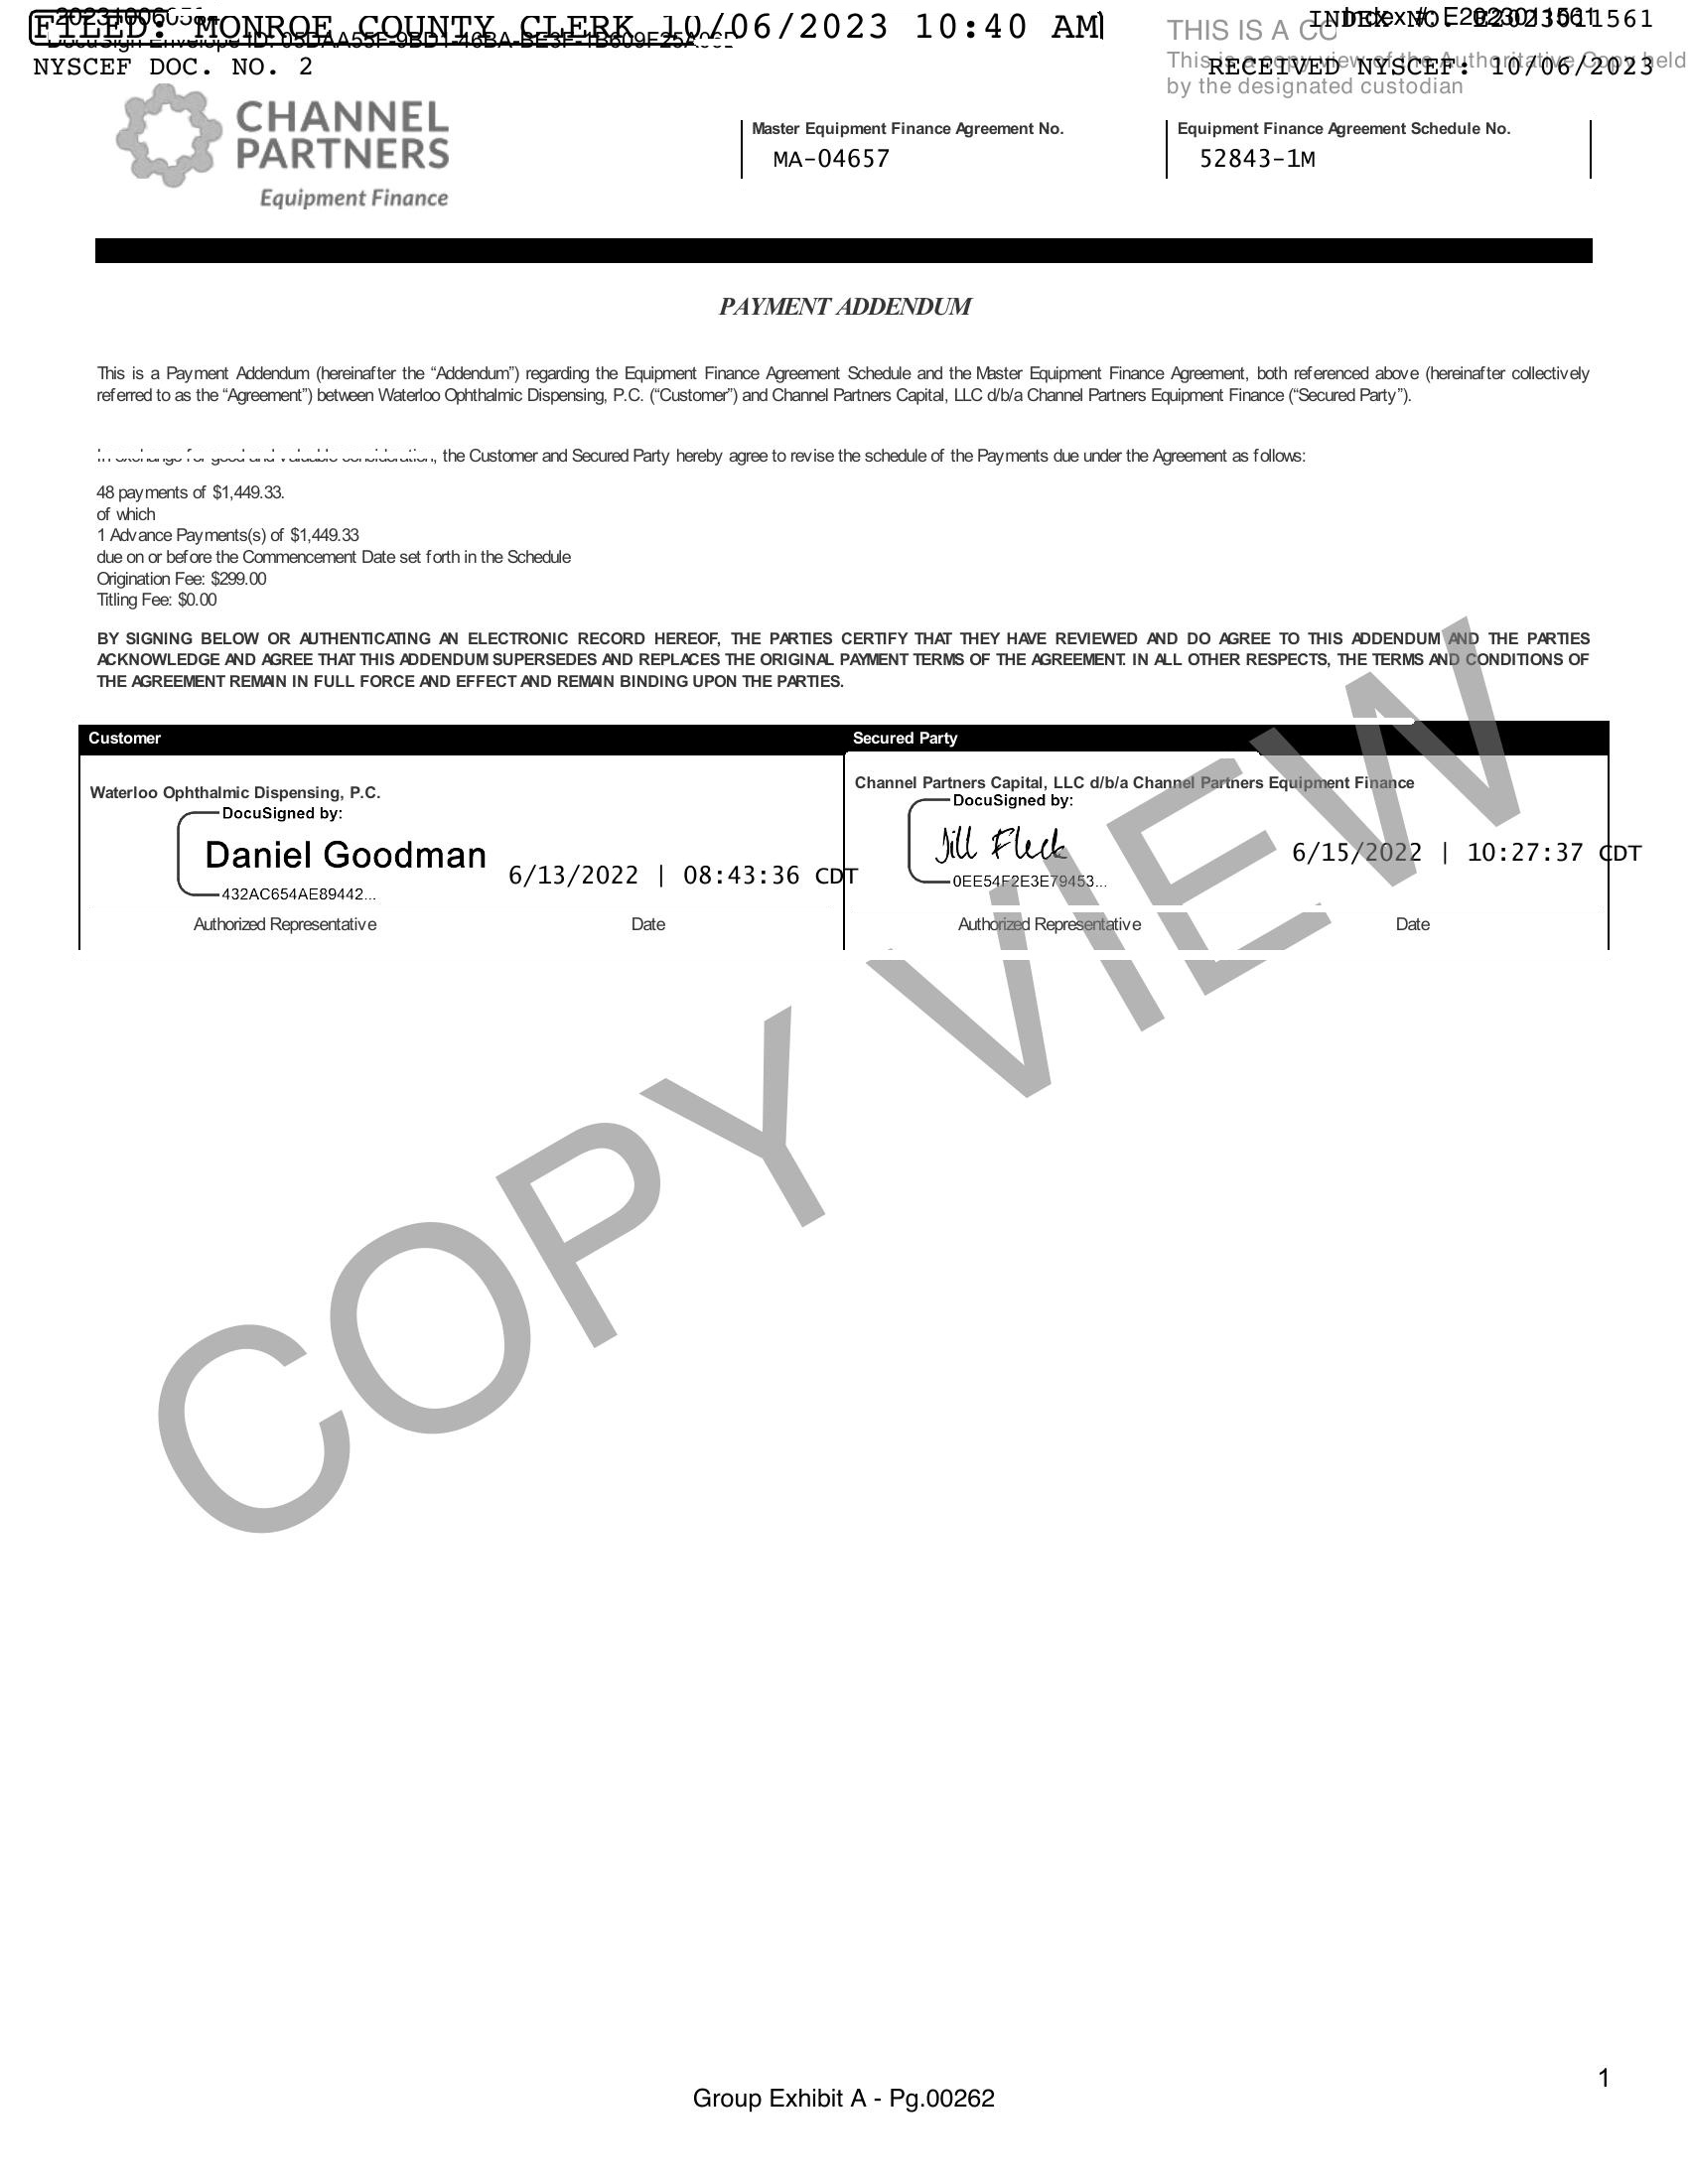 FILED: MONROE COUNTY CLERK 10/06/2023 10:40 AM
NYSCEF DOC. NO. 2
INDEX NO. E2023011561
RECEIVED NYSCEF: 10/06/2023
THIS IS A
This is a copy view of the Authoritative Copy held
by the designated custodian
CHANNEL
PARTNERS
Equipment Finance
Master Equipment Finance Agreement No.
MA-04657
Equipment Finance Agreement Schedule No.
52843-1M
PAYMENT ADDENDUM
This is a Payment Addendum (hereinafter the “Addendum”) regarding the Equipment Finance Agreement Schedule and the Master Equipment Finance Agreement, both referenced above (hereinafter collectively
referred to as the “Agreement”) between Waterloo Ophthalmic Dispensing, P.C. (“Customer”) and Channel Partners Capital, LLC d/b/a Channel Partners Equipment Finance (“Secured Party”).
In exchange for good and valuable consideration, the Customer and Secured Party hereby agree to revise the schedule of the Payments due under the Agreement as follows:
48 payments of $1,449.33.
of which
1 Advance Payments(s) of $1,449.33
due on or before the Commencement Date set forth in the Schedule
Origination Fee: $299.00
Titling Fee: $0.00
BY SIGNING BELOW OR AUTHENTICATING AN ELECTRONIC RECORD HEREOF, THE PARTIES CERTIFY THAT THEY HAVE REVIEWED AND DO AGREE TO THIS ADDENDUM AND THE PARTIES
ACKNOWLEDGE AND AGREE THAT THIS ADDENDUM SUPERSEDES AND REPLACES THE ORIGINAL PAYMENT TERMS OF THE AGREEMENT. IN ALL OTHER RESPECTS, THE TERMS AND CONDITIONS OF
THE AGREEMENT REMAIN IN FULL FORCE AND EFFECT AND REMAIN BINDING UPON THE PARTIES.
Customer
Waterloo Ophthalmic Dispensing, P.C.
DocuSigned by:
Daniel Goodman
6/13/2022 | 08:43:36 CDT
432AC654AE89442...
Authorized Representative Date
Secured Party
Channel Partners Capital, LLC d/b/a Channel Partners Equipment Finance
DocuSigned by:
Jill Fleck
6/15/2022 | 10:27:37 CDT
0EE54F2E3E79453...
Authorized Representative Date
COPY VIEW
1
Group Exhibit A - Pg.00262